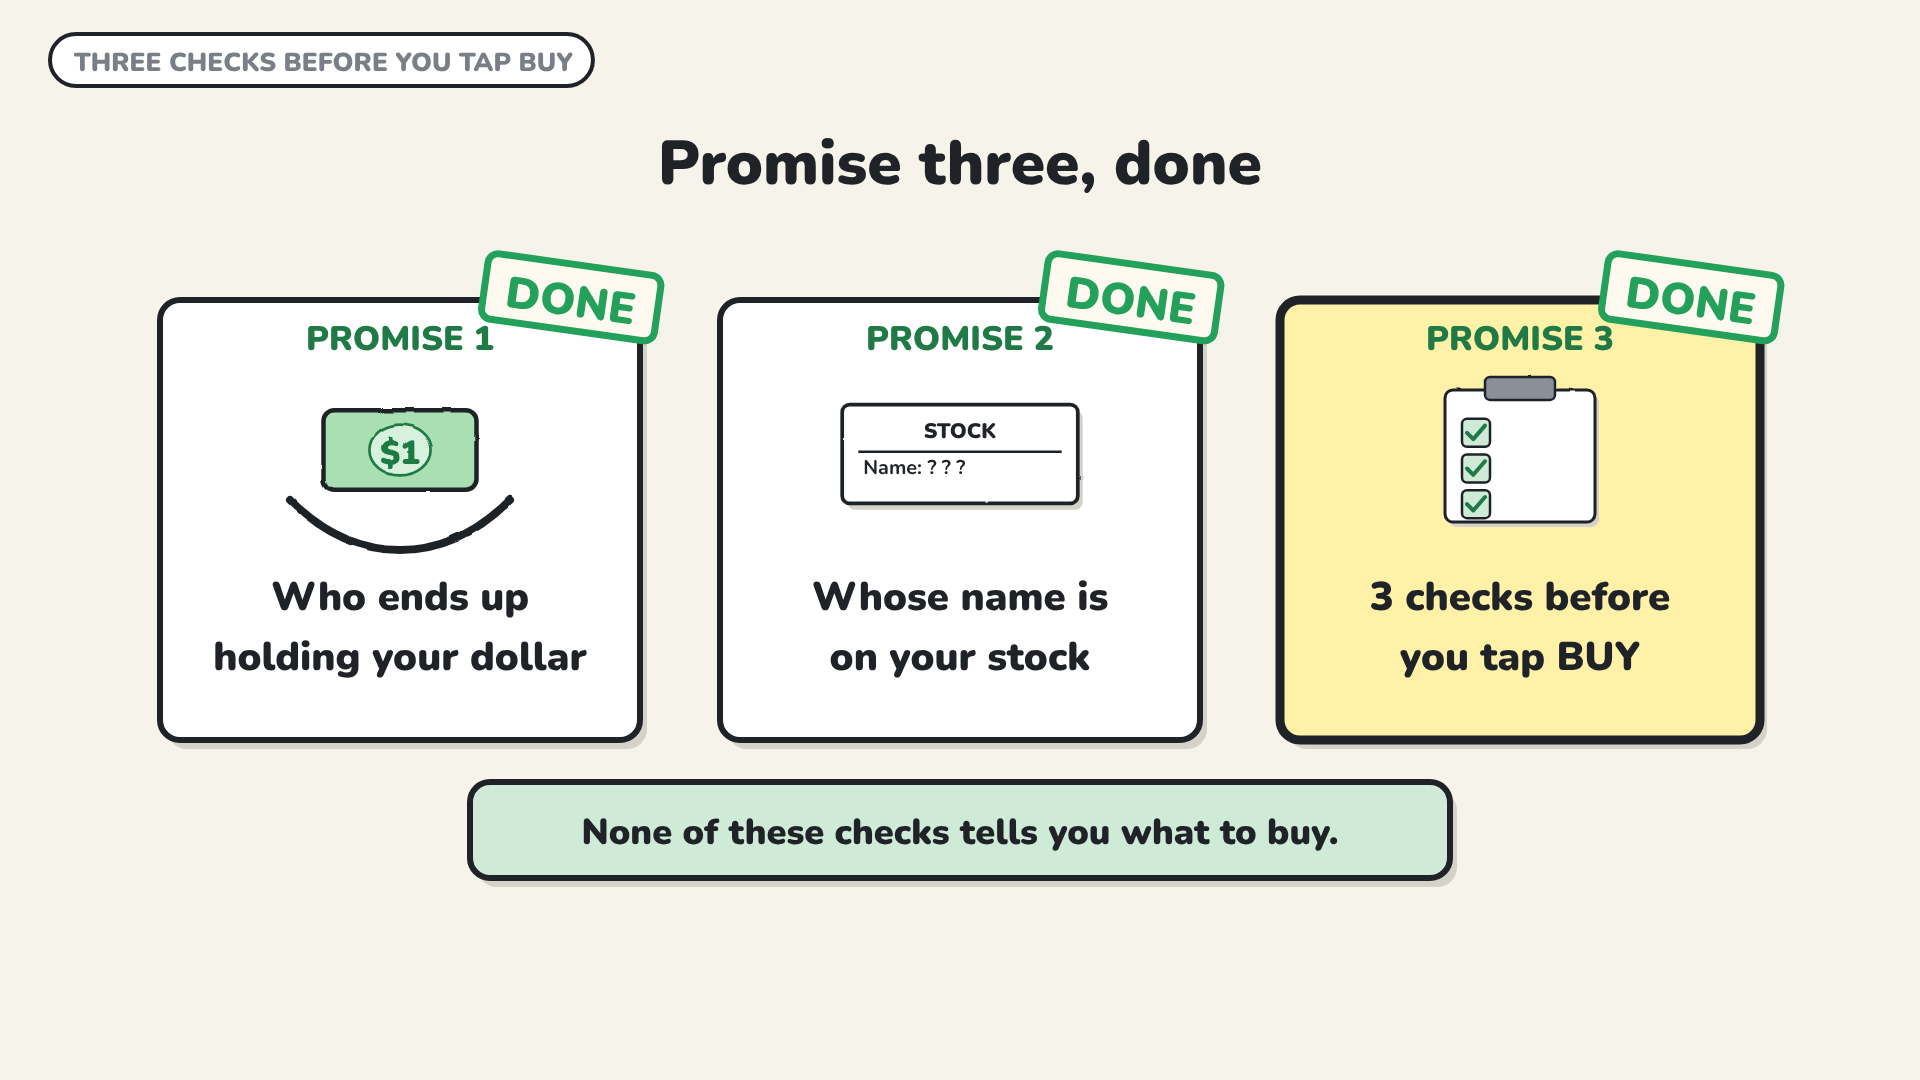 THREE CHECKS BEFORE YOU TAP BUY
Promise three, done
DONE
PROMISE 1
$1
Who ends up
holding your dollar
DONE
PROMISE 2
STOCK
Name: ? ? ?
Whose name is
on your stock
DONE
PROMISE 3
3 checks before
you tap BUY
None of these checks tells you what to buy.